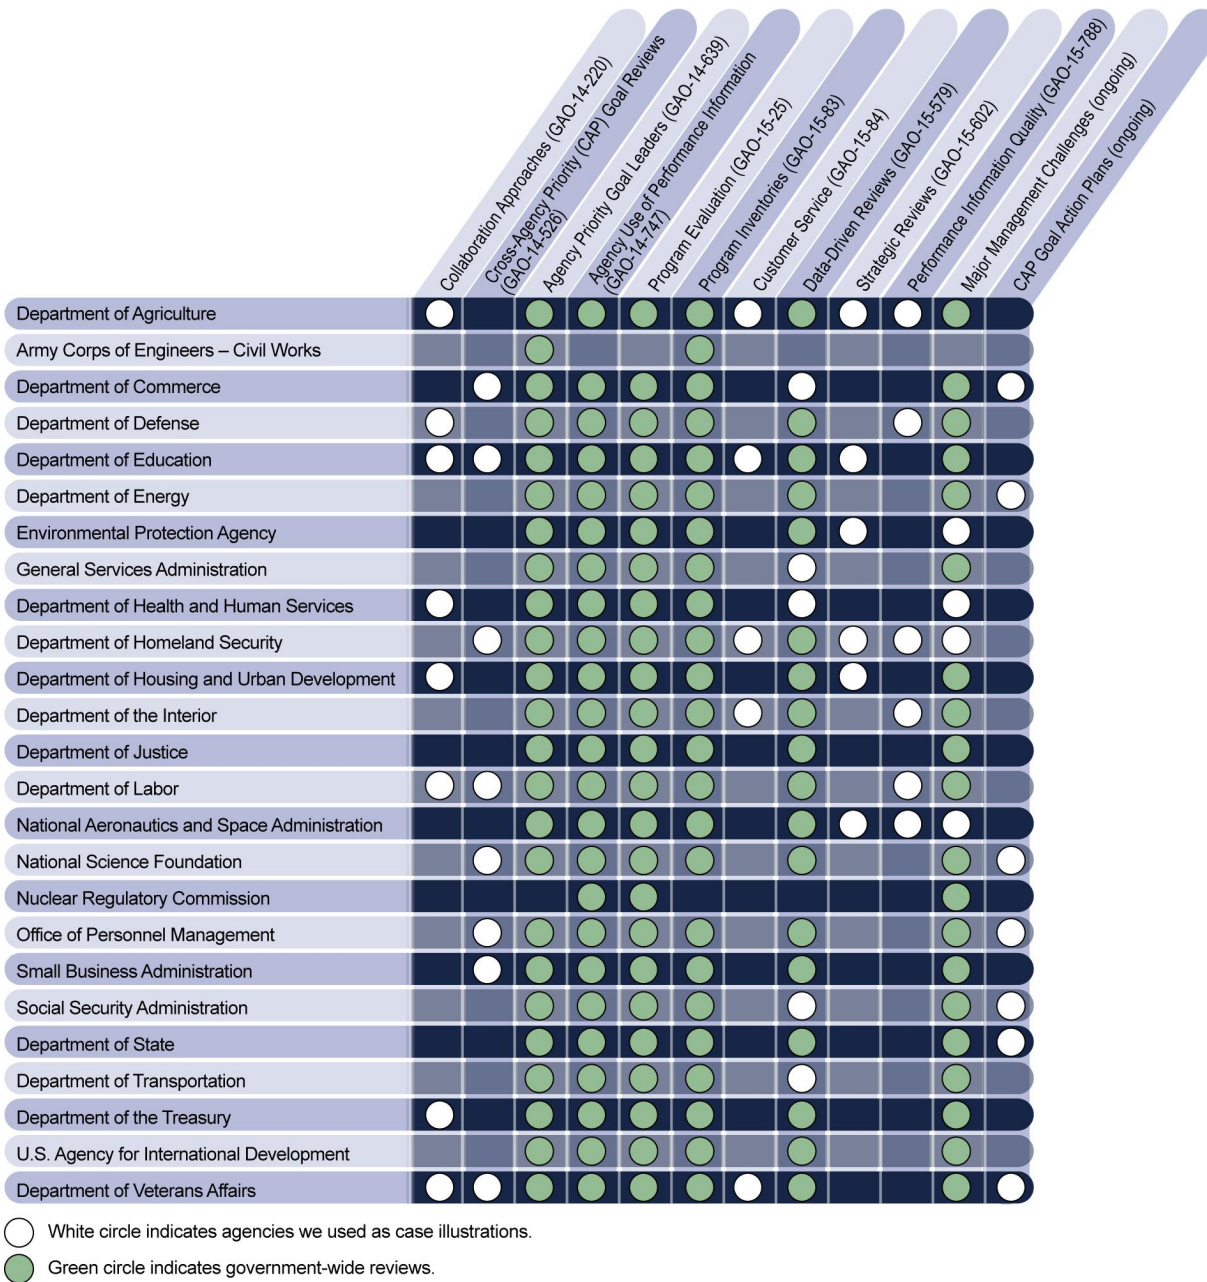 Collaboration Approaches (GAO-14-220)
Cross-Agency Priority (CAP) Goal Reviews
(GAO-14-526)
Agency Priority Goal Leaders (GAO-14-639)
Agency Use of Performance Information
(GAO-14-747)
Program Evaluation (GAO-15-25)
Program Inventories (GAO-15-83)
Customer Service (GAO-15-84)
Data-Driven Reviews (GAO-15-579)
Strategic Reviews (GAO-15-602)
Performance Information Quality (GAO-15-788)
Major Management Challenges (ongoing)
CAP Goal Action Plans (ongoing)
Department of Agriculture
Army Corps of Engineers – Civil Works
Department of Commerce
Department of Defense
Department of Education
Department of Energy
Environmental Protection Agency
General Services Administration
Department of Health and Human Services
Department of Homeland Security
Department of Housing and Urban Development
Department of the Interior
Department of Justice
Department of Labor
National Aeronautics and Space Administration
National Science Foundation
Nuclear Regulatory Commission
Office of Personnel Management
Small Business Administration
Social Security Administration
Department of State
Department of Transportation
Department of the Treasury
U.S. Agency for International Development
Department of Veterans Affairs
White circle indicates agencies we used as case illustrations.
Green circle indicates government-wide reviews.